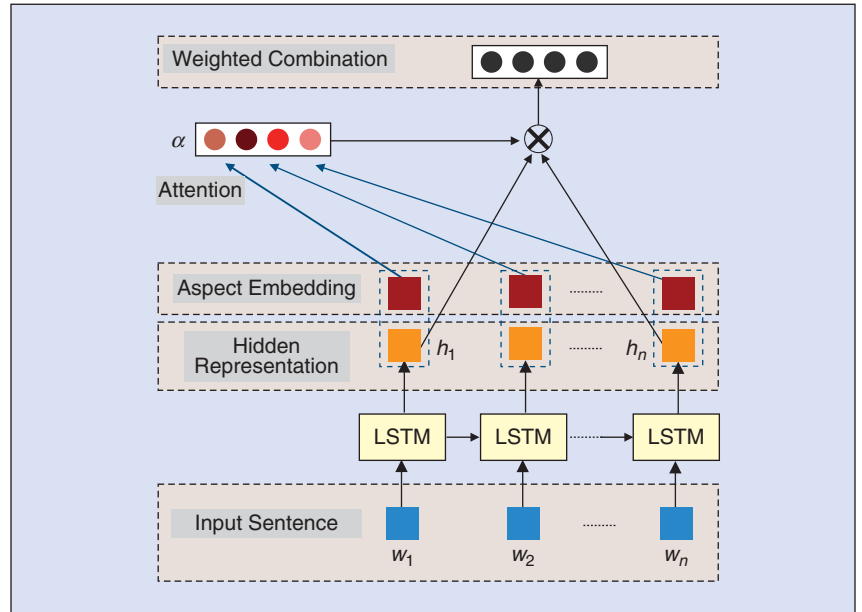 Weighted Combination
α
Attention
Aspect Embedding
Hidden
Representation
h1
hn
LSTM
LSTM
LSTM
Input Sentence
w1
w2
wn